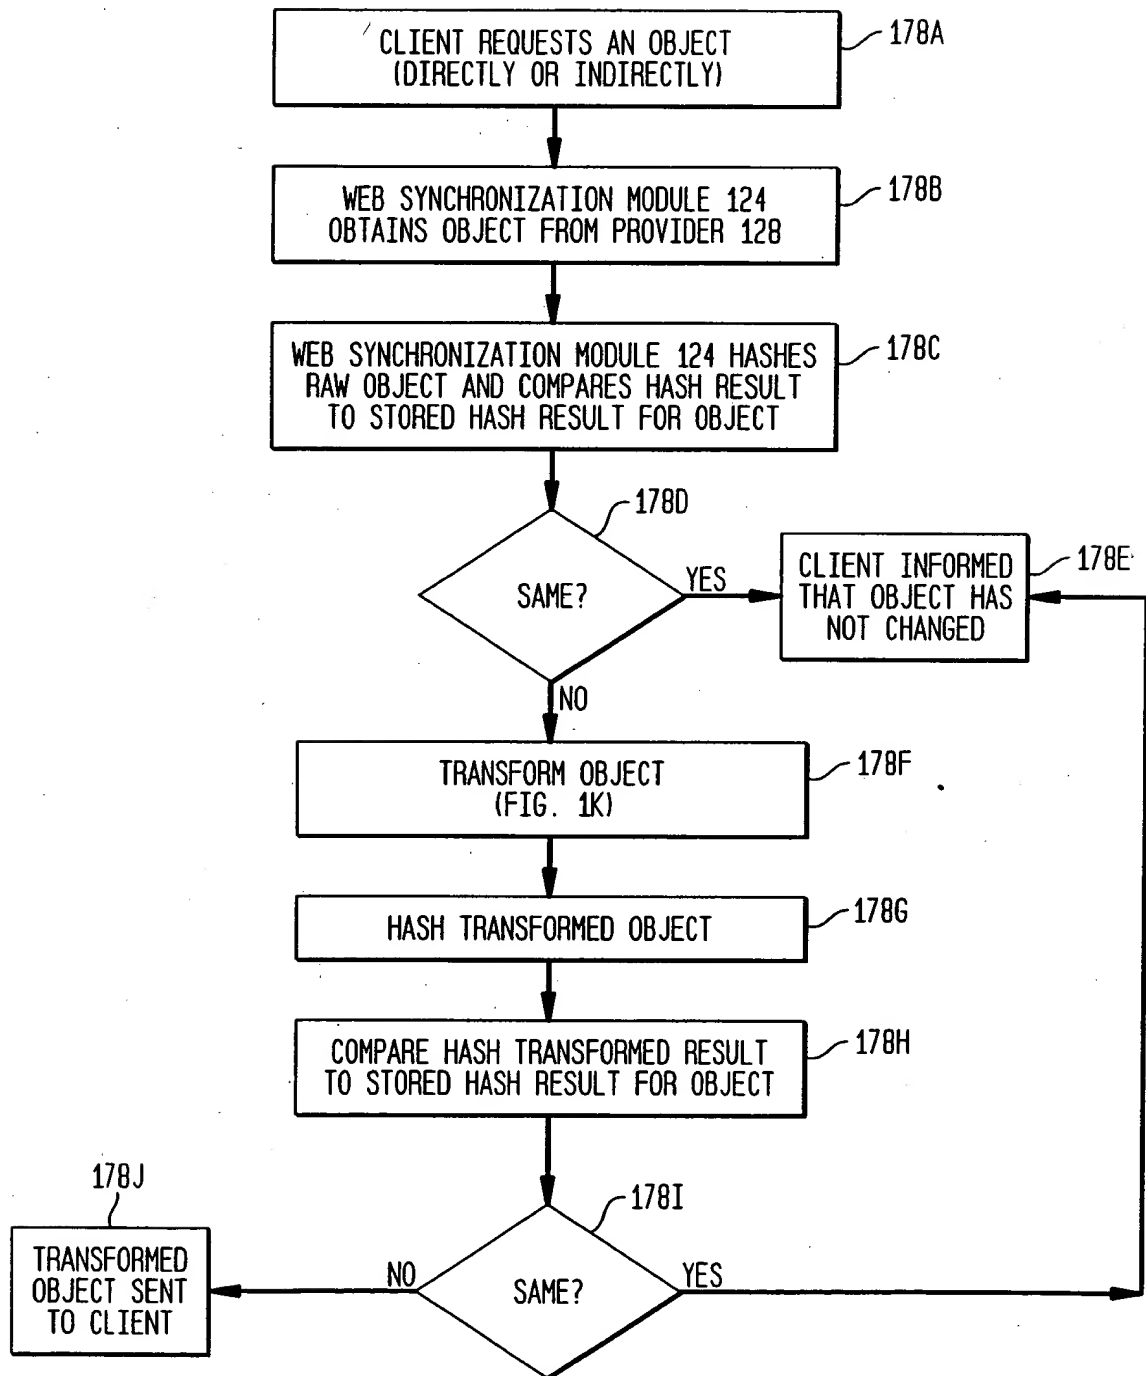 CLIENT REQUESTS AN OBJECT
(DIRECTLY OR INDIRECTLY)
178A
WEB SYNCHRONIZATION MODULE 124
OBTAINS OBJECT FROM PROVIDER 128
178B
WEB SYNCHRONIZATION MODULE 124 HASHES
RAW OBJECT AND COMPARES HASH RESULT
TO STORED HASH RESULT FOR OBJECT
178C
178D
SAME?
YES
NO
CLIENT INFORMED
THAT OBJECT HAS
NOT CHANGED
178E
TRANSFORM OBJECT
(FIG. 1K)
178F
HASH TRANSFORMED OBJECT
178G
COMPARE HASH TRANSFORMED RESULT
TO STORED HASH RESULT FOR OBJECT
178H
178I
SAME?
NO
YES
178J
TRANSFORMED
OBJECT SENT
TO CLIENT